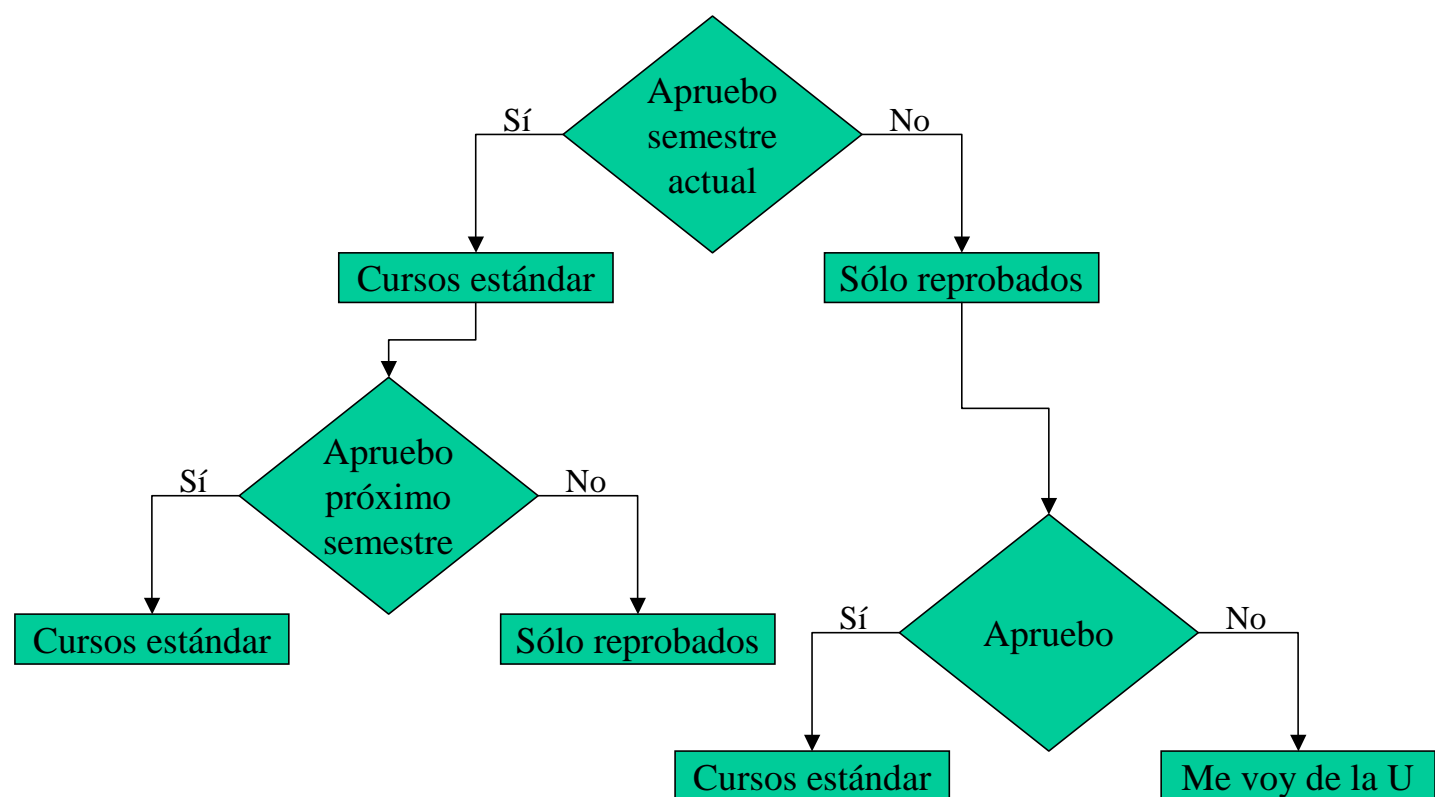 Apruebo
semestre
actual
Sí
No
Cursos estándar
Sólo reprobados
Apruebo
próximo
semestre
Sí
No
Cursos estándar
Sólo reprobados
Apruebo
Sí
No
Cursos estándar
Me voy de la U